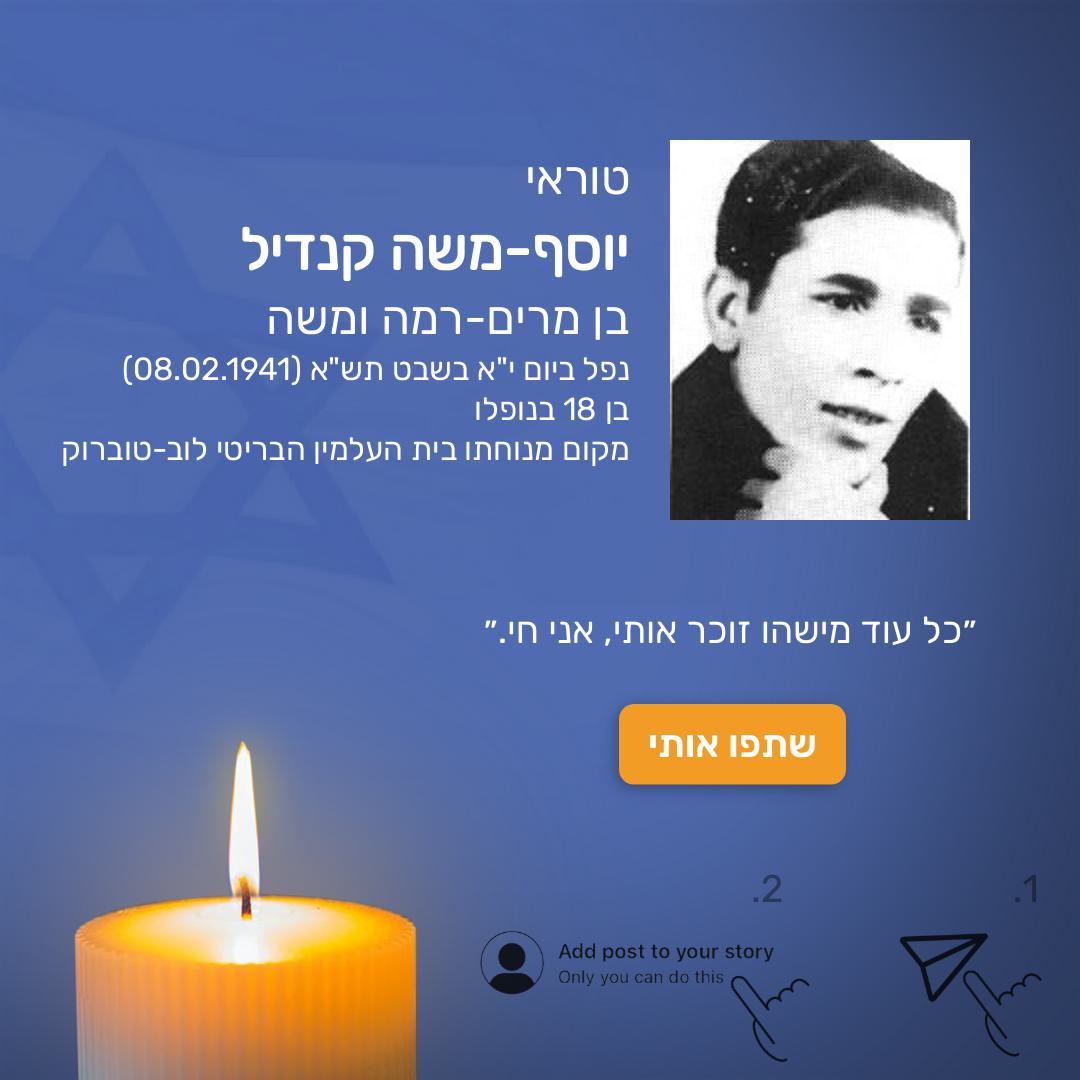 טוראי
יוסף-משה קנדיל
בן מרים-רמה ומשה
נפל ביום י"א בשבט תש"א (08.02.1941)
בן 18 בנופלו
מקום מנוחתו בית העלמין הבריטי לוב-טוברוק
״כל עוד מישהו זוכר אותי, אני חי.״
שתפו אותי
1.
2.
Add post to your story
Only you can do this